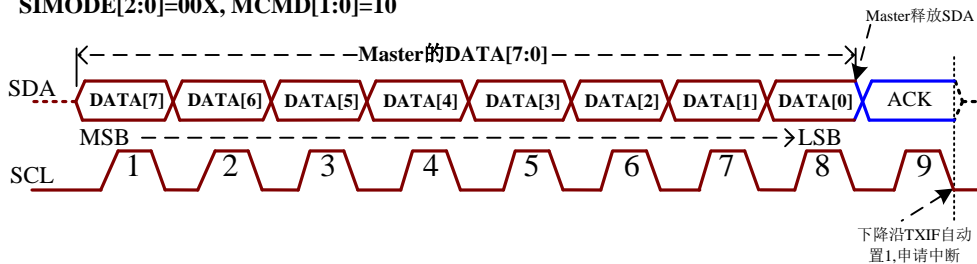 SIMODE[2:0]=00X, MCMD[1:0]=10
Master释放SDA
Master的DATA[7:0]
SDA
DATA[7] DATA[6] DATA[5] DATA[4] DATA[3] DATA[2] DATA[1] DATA[0] ACK
MSB LSB
SCL
1 2 3 4 5 6 7 8 9
下降沿TXIF自动
置1,申请中断